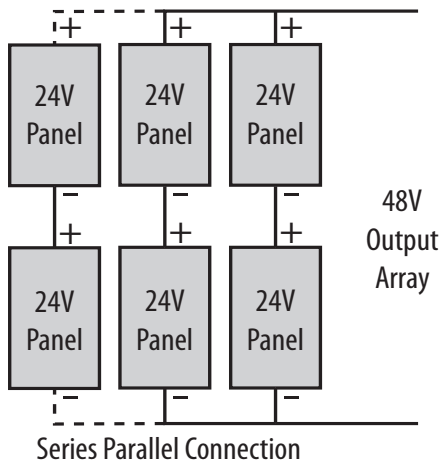 + + +
24V 24V 24V
Panel Panel Panel
– – –
48V
Output
Array
+ + +
24V 24V 24V
Panel Panel Panel
– – –
Series Parallel Connection